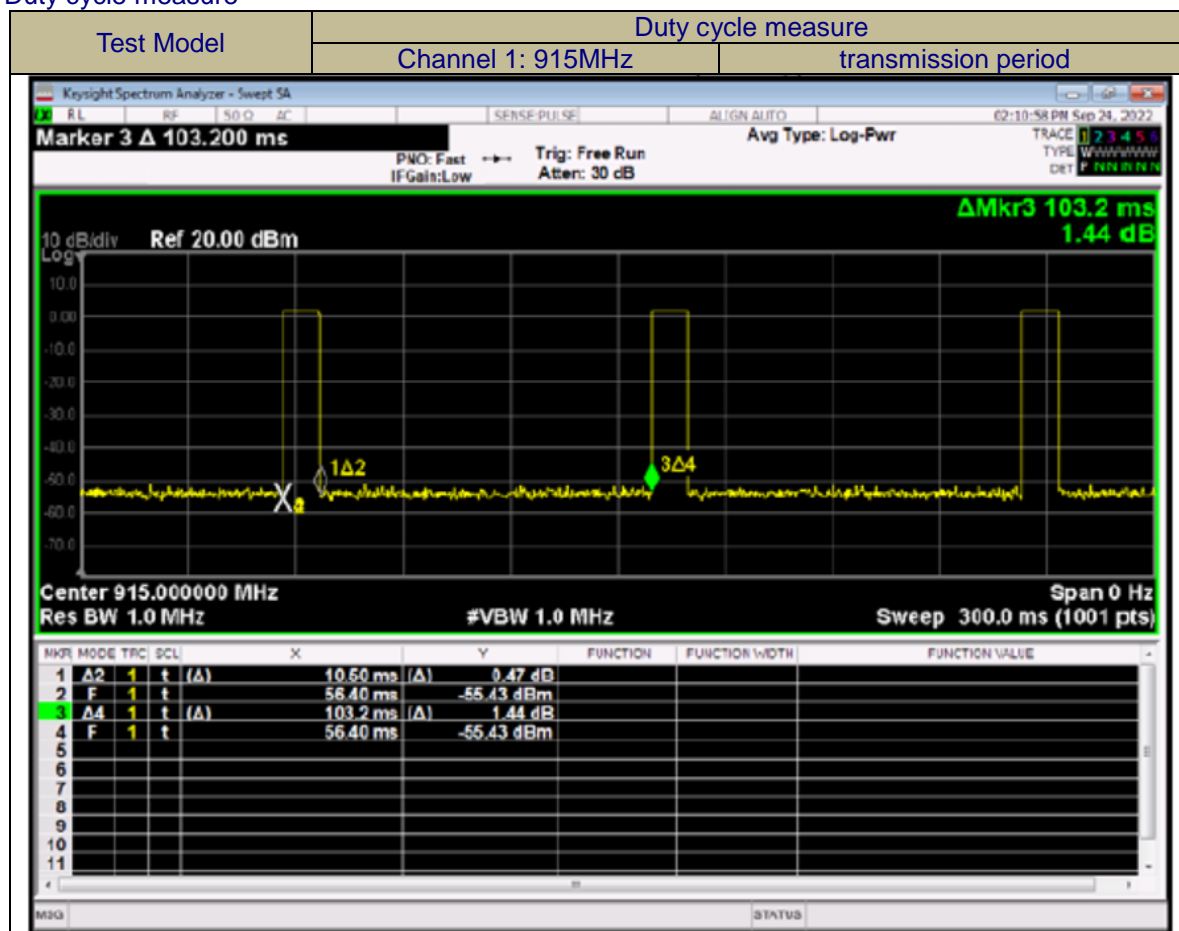 Duty cycle measure
Test Model
Duty cycle measure
Channel 1: 915MHz
transmission period
Keysight Spectrum Analyzer - Swept SA
RL RF 50 Ω AC SENSE:PULSE ALIGN AUTO 02:10:58 PM Sep 24, 2022
Marker 3 Δ 103.200 ms
PNO: Fast
IFGain:Low
Trig: Free Run
Atten: 30 dB
Avg Type: Log-Pwr
TRACE 1 2 3 4 5 6
TYPE
DET P N N N N N
ΔMkr3 103.2 ms
1.44 dB
10 dB/div Ref 20.00 dBm
Log
10.0
0.00
-10.0
-20.0
-30.0
-40.0
-50.0
-60.0
-70.0
1Δ2
3Δ4
Center 915.000000 MHz Span 0 Hz
Res BW 1.0 MHz #VBW 1.0 MHz Sweep 300.0 ms (1001 pts)
MKR MODE TRC SCL X Y FUNCTION FUNCTION WIDTH FUNCTION VALUE
1 Δ2 1 t (Δ) 10.50 ms (Δ) 0.47 dB
2 F 1 t 56.40 ms -55.43 dBm
3 Δ4 1 t (Δ) 103.2 ms (Δ) 1.44 dB
4 F 1 t 56.40 ms -55.43 dBm
5
6
7
8
9
10
11
MSG STATUS